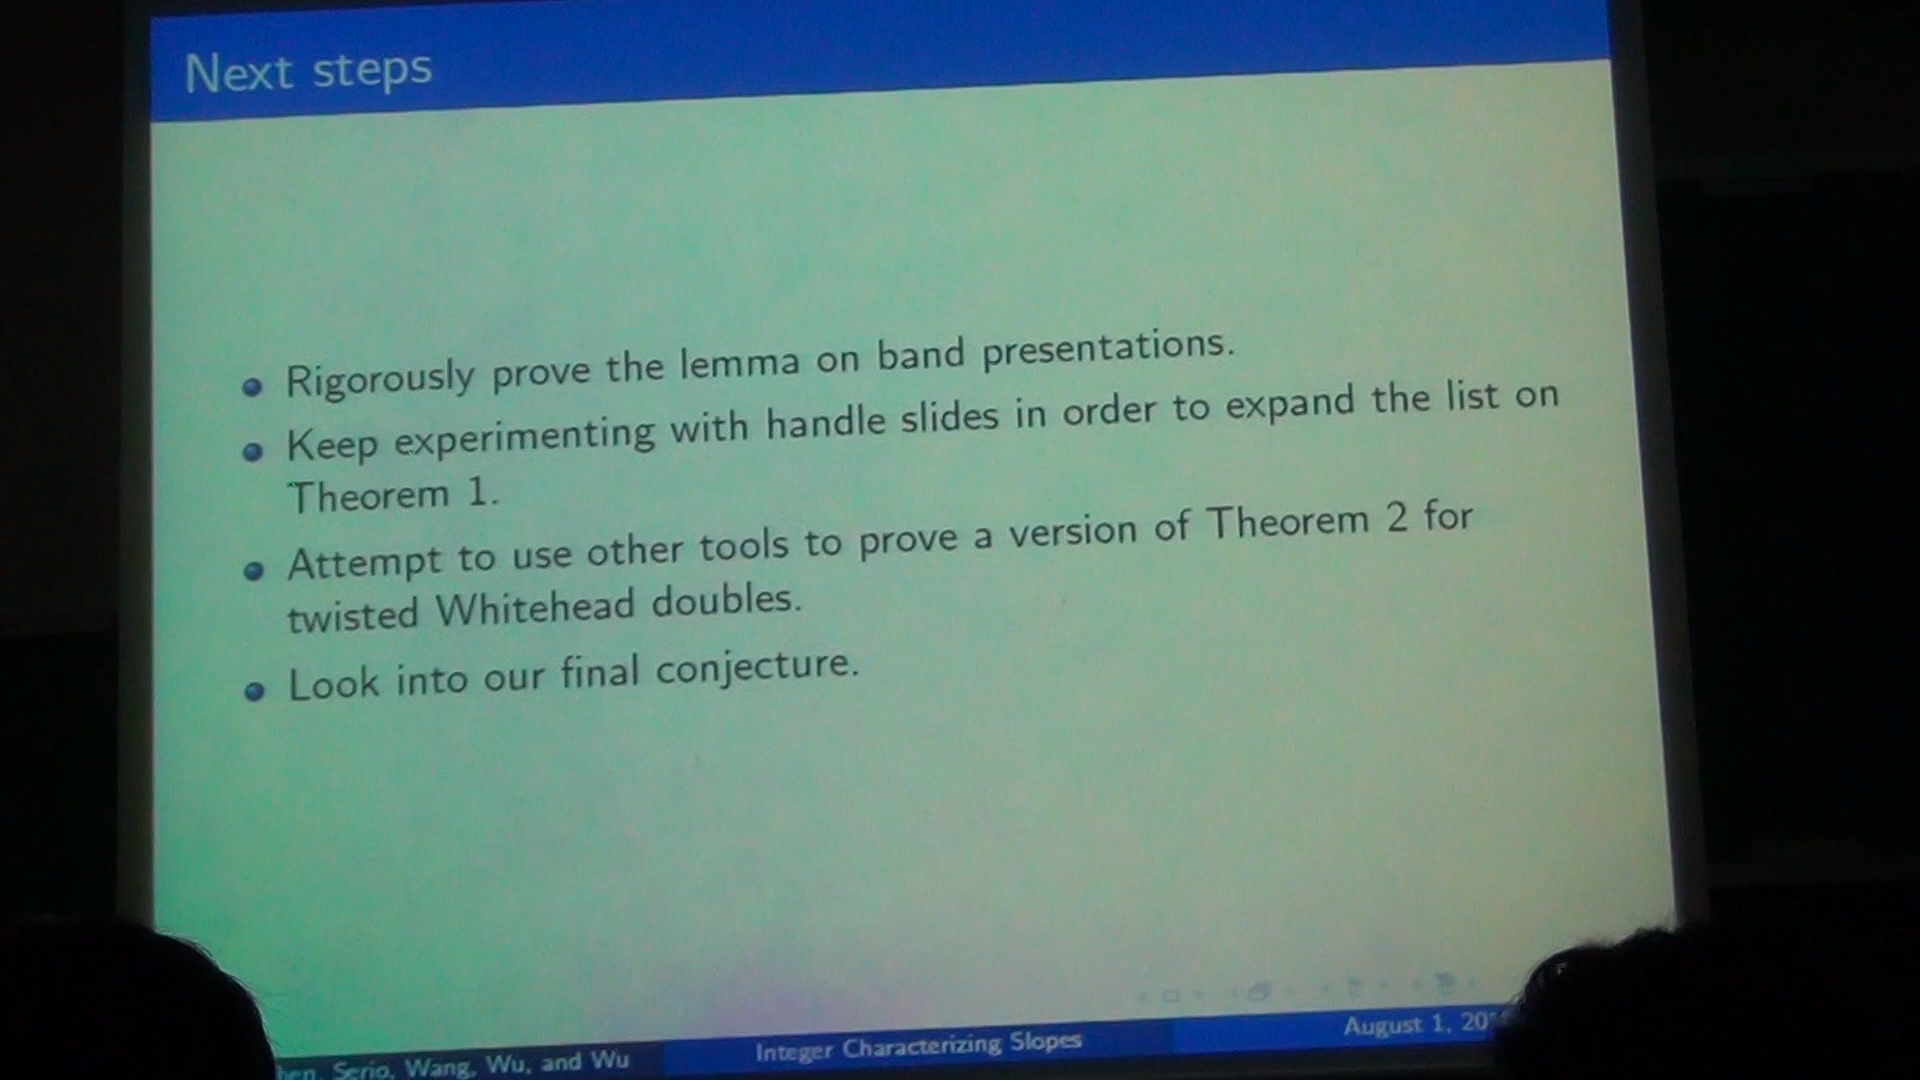 Next steps
Rigorously prove the lemma on band presentations.
Keep experimenting with handle slides in order to expand the list on
Theorem 1.
Attempt to use other tools to prove a version of Theorem 2 for
twisted Whitehead doubles.
Look into our final conjecture.
Serio, Wang, Wu, and Wu
Integer Characterizing Slopes
August 1,